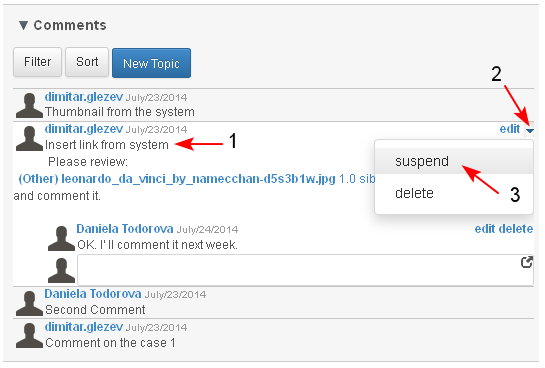 ▼ Comments
Filter Sort New Topic
2
dimitar.glezev July/23/2014
Thumbnail from the system
dimitar.glezev July/23/2014 edit
Insert link from system 1
Please review: suspend
(Other) leonardo_da_vinci_by_namecchan-d5s3b1w.jpg 1.0 sib
3
and comment it. delete
Daniela Todorova July/24/2014 edit delete
OK. I' ll comment it next week.
Daniela Todorova July/23/2014
Second Comment
dimitar.glezev July/23/2014
Comment on the case 1